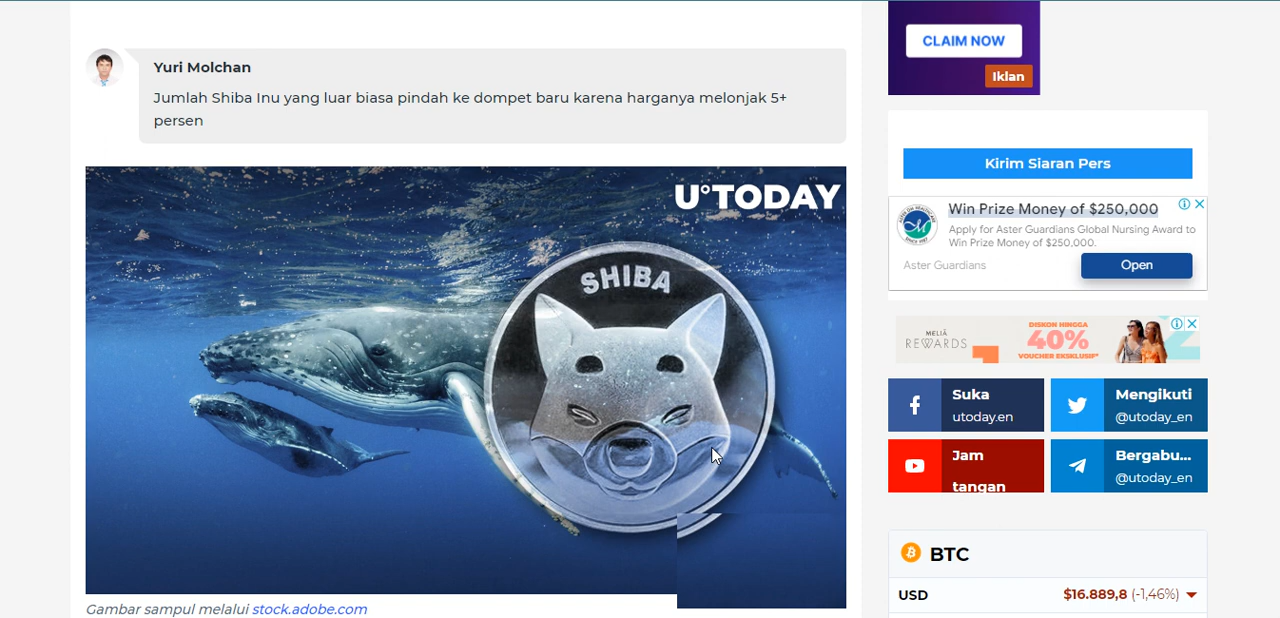 CLAIM NOW
Iklan
Yuri Molchan
Jumlah Shiba Inu yang luar biasa pindah ke dompet baru karena harganya melonjak 5+
persen
U°TODAY
SHIBA
Gambar sampul melalui stock.adobe.com
Kirim Siaran Pers
Win Prize Money of $250,000
Apply for Aster Guardians Global Nursing Award to
Win Prize Money of $250,000.
Aster Guardians
Open
MELIÁ
REWARDS
DISKON HINGGA
40%
VOUCHER EKSKLUSIF*
Suka
utoday.en
Mengikuti
@utoday_en
Jam
tangan
Bergabu...
@utoday_en
BTC
USD $16.889,8 (-1,46%)